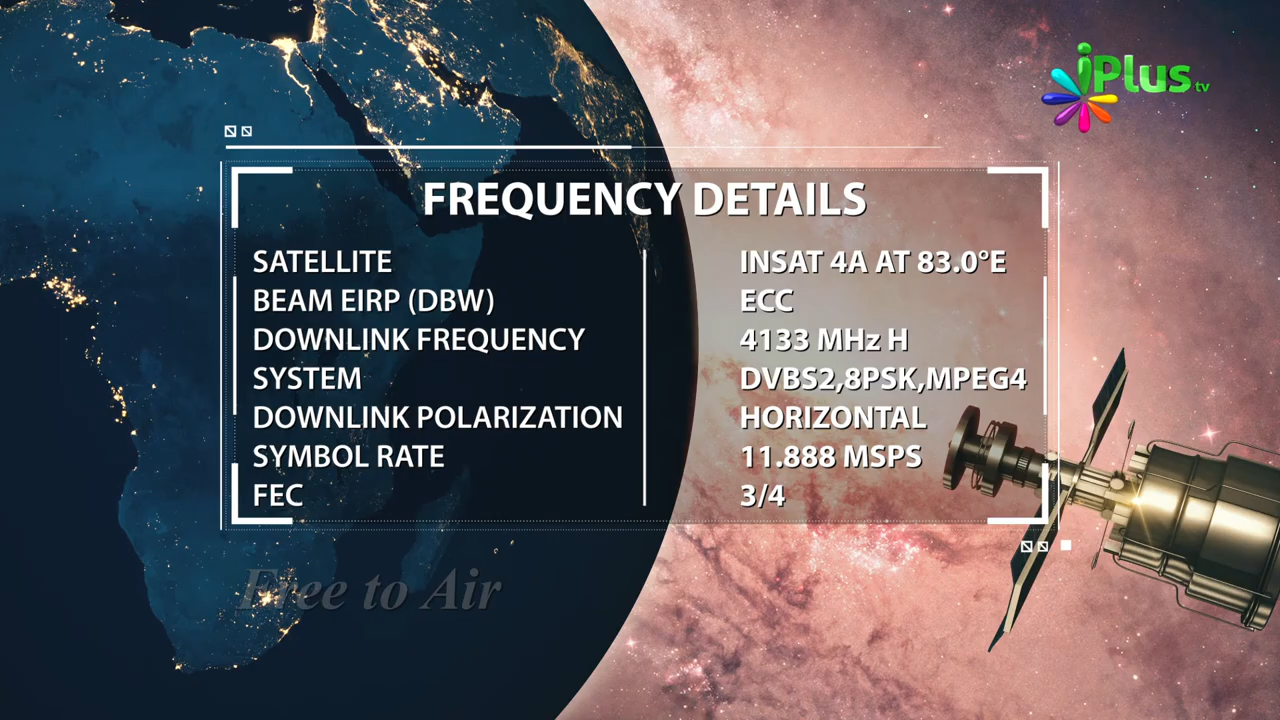 iPlus tv
FREQUENCY DETAILS
SATELLITE INSAT 4A AT 83.0°E
BEAM EIRP (DBW) ECC
DOWNLINK FREQUENCY 4133 MHz H
SYSTEM DVBS2,8PSK,MPEG4
DOWNLINK POLARIZATION HORIZONTAL
SYMBOL RATE 11.888 MSPS
FEC 3/4
Free to Air